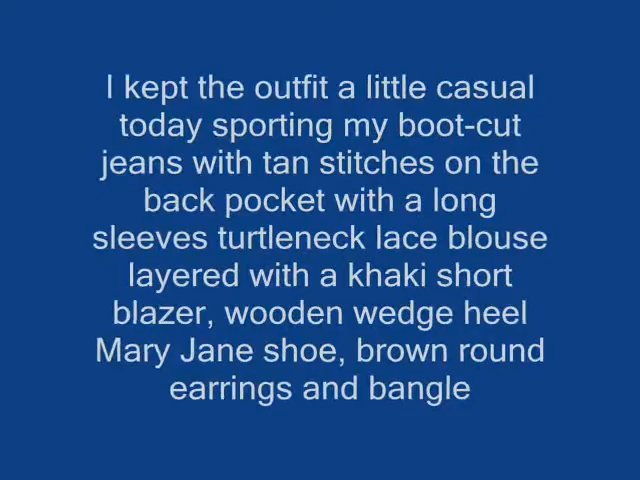 I kept the outfit a little casual
today sporting my boot-cut
jeans with tan stitches on the
back pocket with a long
sleeves turtleneck lace blouse
layered with a khaki short
blazer, wooden wedge heel
Mary Jane shoe, brown round
earrings and bangle